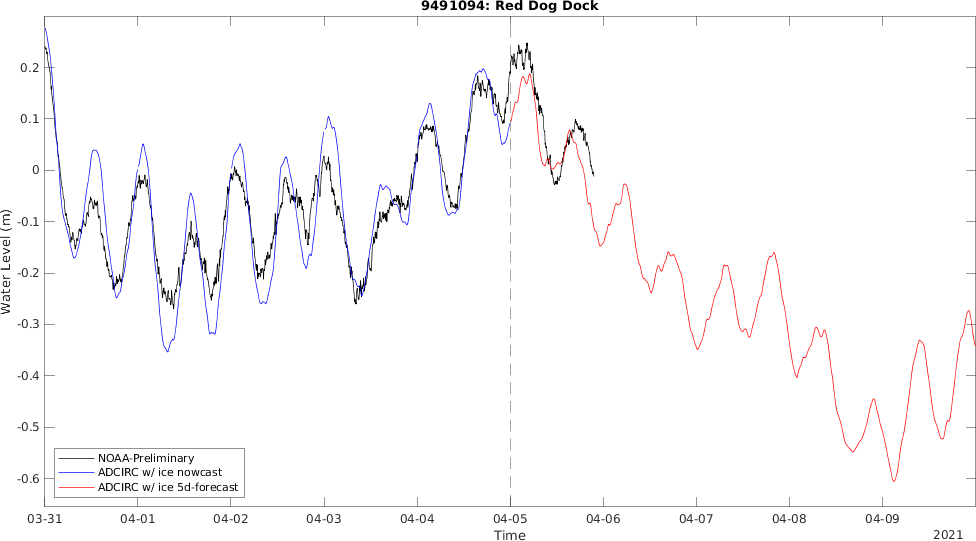 9491094: Red Dog Dock
Water Level (m)
0.2
0.1
0
-0.1
-0.2
-0.3
-0.4
-0.5
-0.6
NOAA-Preliminary
ADCIRC w/ ice nowcast
ADCIRC w/ ice 5d-forecast
03-31 04-01 04-02 04-03 04-04 04-05 04-06 04-07 04-08 04-09
Time
2021